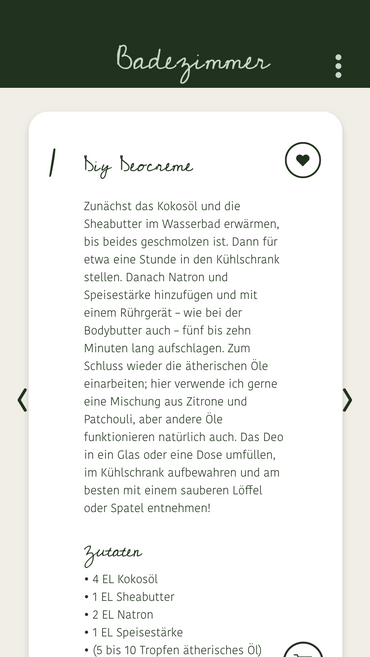 Badezimmer
1 Diy Deocreme
Zunächst das Kokosöl und die
Sheabutter im Wasserbad erwärmen,
bis beides geschmolzen ist. Dann für
etwa eine Stunde in den Kühlschrank
stellen. Danach Natron und
Speisestärke hinzufügen und mit
einem Rührgerät – wie bei der
Bodybutter auch – fünf bis zehn
Minuten lang aufschlagen. Zum
Schluss wieder die ätherischen Öle
einarbeiten; hier verwende ich gerne
eine Mischung aus Zitrone und
Patchouli, aber andere Öle
funktionieren natürlich auch. Das Deo
in ein Glas oder eine Dose umfüllen,
im Kühlschrank aufbewahren und am
besten mit einem sauberen Löffel
oder Spatel entnehmen!
Zutaten
• 4 EL Kokosöl
• 1 EL Sheabutter
• 2 EL Natron
• 1 EL Speisestärke
• (5 bis 10 Tropfen ätherisches Öl)